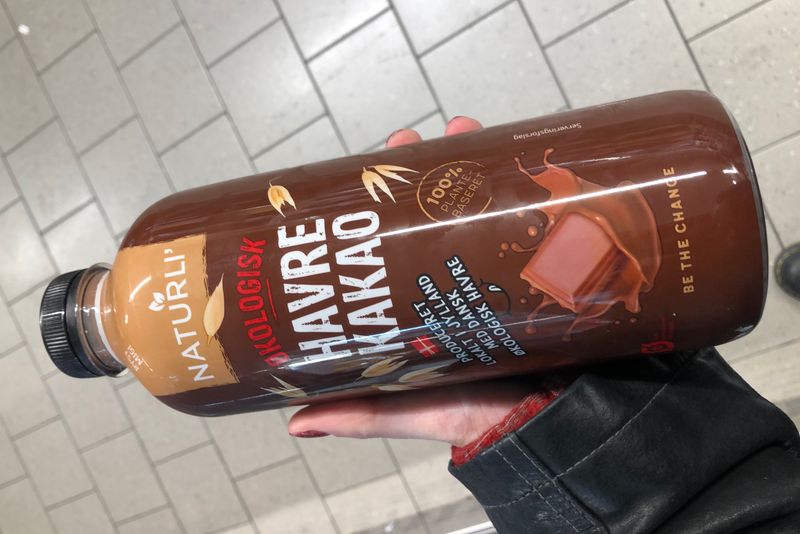 NATURLI'
ØKOLOGISK
HAVRE
KAKAO
100%
PLANTE-
BASERET
PRODUCERET
LOKALT I JYLLAND
MED DANSK
ØKOLOGISK HAVRE
Serveringsforslag
BE THE CHANGE